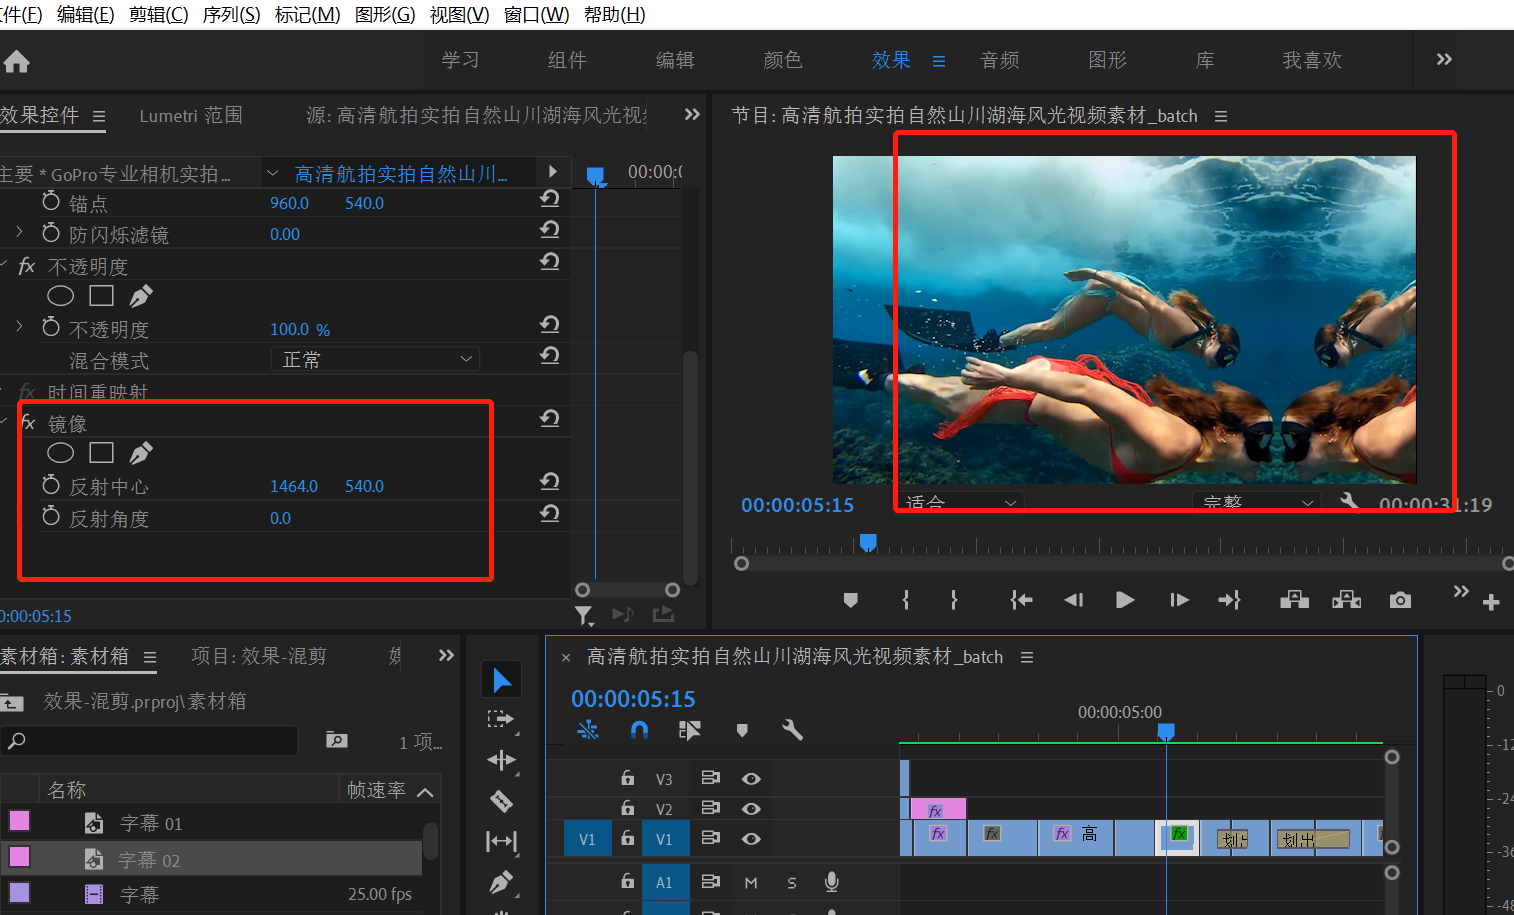 件(F) 编辑(E) 剪辑(C) 序列(S) 标记(M) 图形(G) 视图(V) 窗口(W) 帮助(H)
学习 组件 编辑 颜色 效果 音频 图形 库 我喜欢
效果控件 Lumetri 范围 源: 高清航拍实拍自然山川湖海风光视频
节目: 高清航拍实拍自然山川湖海风光视频素材_batch
主要 * GoPro专业相机实拍... 高清航拍实拍自然山川... 00:00:0
锚点 960.0 540.0
防闪烁滤镜 0.00
fx 不透明度
不透明度 100.0 %
混合模式 正常
fx 时间重映射
fx 镜像
反射中心 1464.0 540.0
反射角度 0.0
00:00:05:15 适合 完整 00:00:31:19
0:00:05:15
素材箱: 素材箱 项目: 效果-混剪
效果-混剪.prproj\素材箱
1 项...
名称 帧速率
字幕 01
字幕 02
字幕 25.00 fps
× 高清航拍实拍自然山川湖海风光视频素材_batch
00:00:05:15
00:00:05:00
V3
V2 fx
V1 V1 fx fx fx 高 fx 划出 划出
A1 M S
0
-12
-24
-36
-48